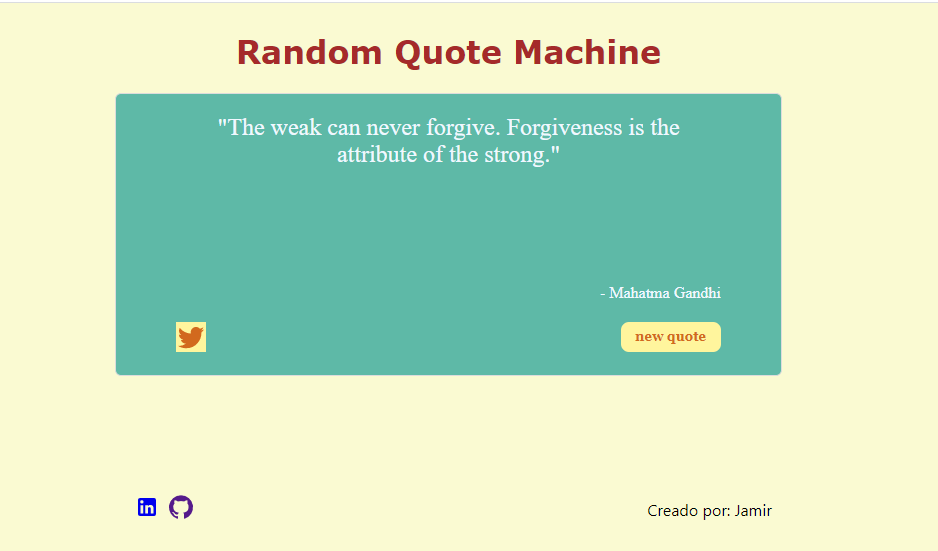 Random Quote Machine
"The weak can never forgive. Forgiveness is the
attribute of the strong."
- Mahatma Gandhi
new quote
in
Creado por: Jamir